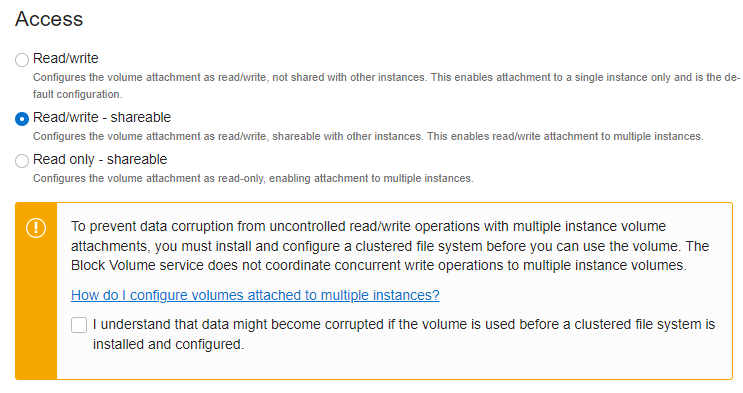 Access
Read/write
Configures the volume attachment as read/write, not shared with other instances. This enables attachment to a single instance only and is the de-
fault configuration.
Read/write - shareable
Configures the volume attachment as read/write, shareable with other instances. This enables read/write attachment to multiple instances.
Read only - shareable
Configures the volume attachment as read-only, enabling attachment to multiple instances.
To prevent data corruption from uncontrolled read/write operations with multiple instance volume
attachments, you must install and configure a clustered file system before you can use the volume. The
Block Volume service does not coordinate concurrent write operations to multiple instance volumes.
How do I configure volumes attached to multiple instances?
I understand that data might become corrupted if the volume is used before a clustered file system is
installed and configured.